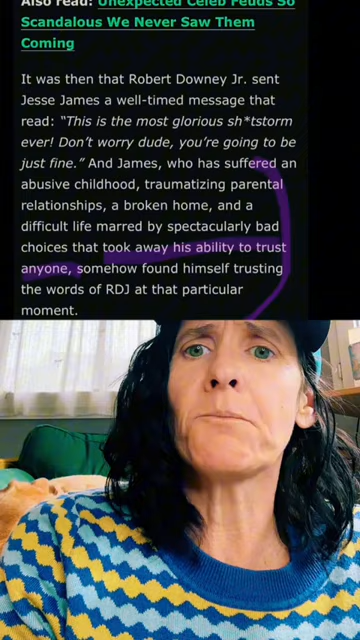 Also read: Unexpected Celeb Feuds So
Scandalous We Never Saw Them
Coming
It was then that Robert Downey Jr. sent
Jesse James a well-timed message that
read: “This is the most glorious sh*tstorm
ever! Don’t worry dude, you’re going to be
just fine.” And James, who has suffered an
abusive childhood, traumatizing parental
relationships, a broken home, and a
difficult life marred by spectacularly bad
choices that took away his ability to trust
anyone, somehow found himself trusting
the words of RDJ at that particular
moment.